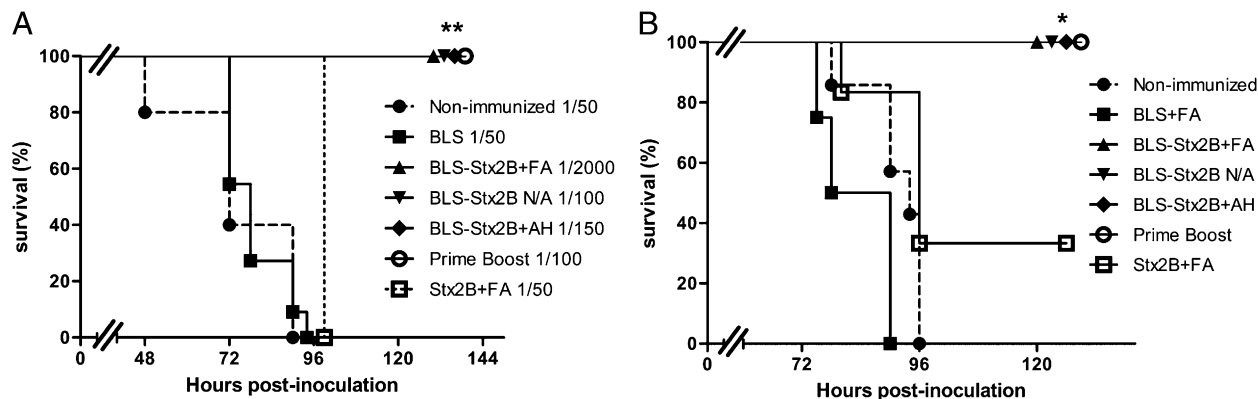 A
**
100
80
60
40
20
0
survival (%)
0 48 72 96 120 144
Hours post-inoculation
Non-immunized 1/50
BLS 1/50
BLS-Stx2B+FA 1/2000
BLS-Stx2B N/A 1/100
BLS-Stx2B+AH 1/150
Prime Boost 1/100
Stx2B+FA 1/50
B
*
100
80
60
40
20
0
survival (%)
0 72 96 120
Hours post-inoculation
Non-immunized
BLS+FA
BLS-Stx2B+FA
BLS-Stx2B N/A
BLS-Stx2B+AH
Prime Boost
Stx2B+FA